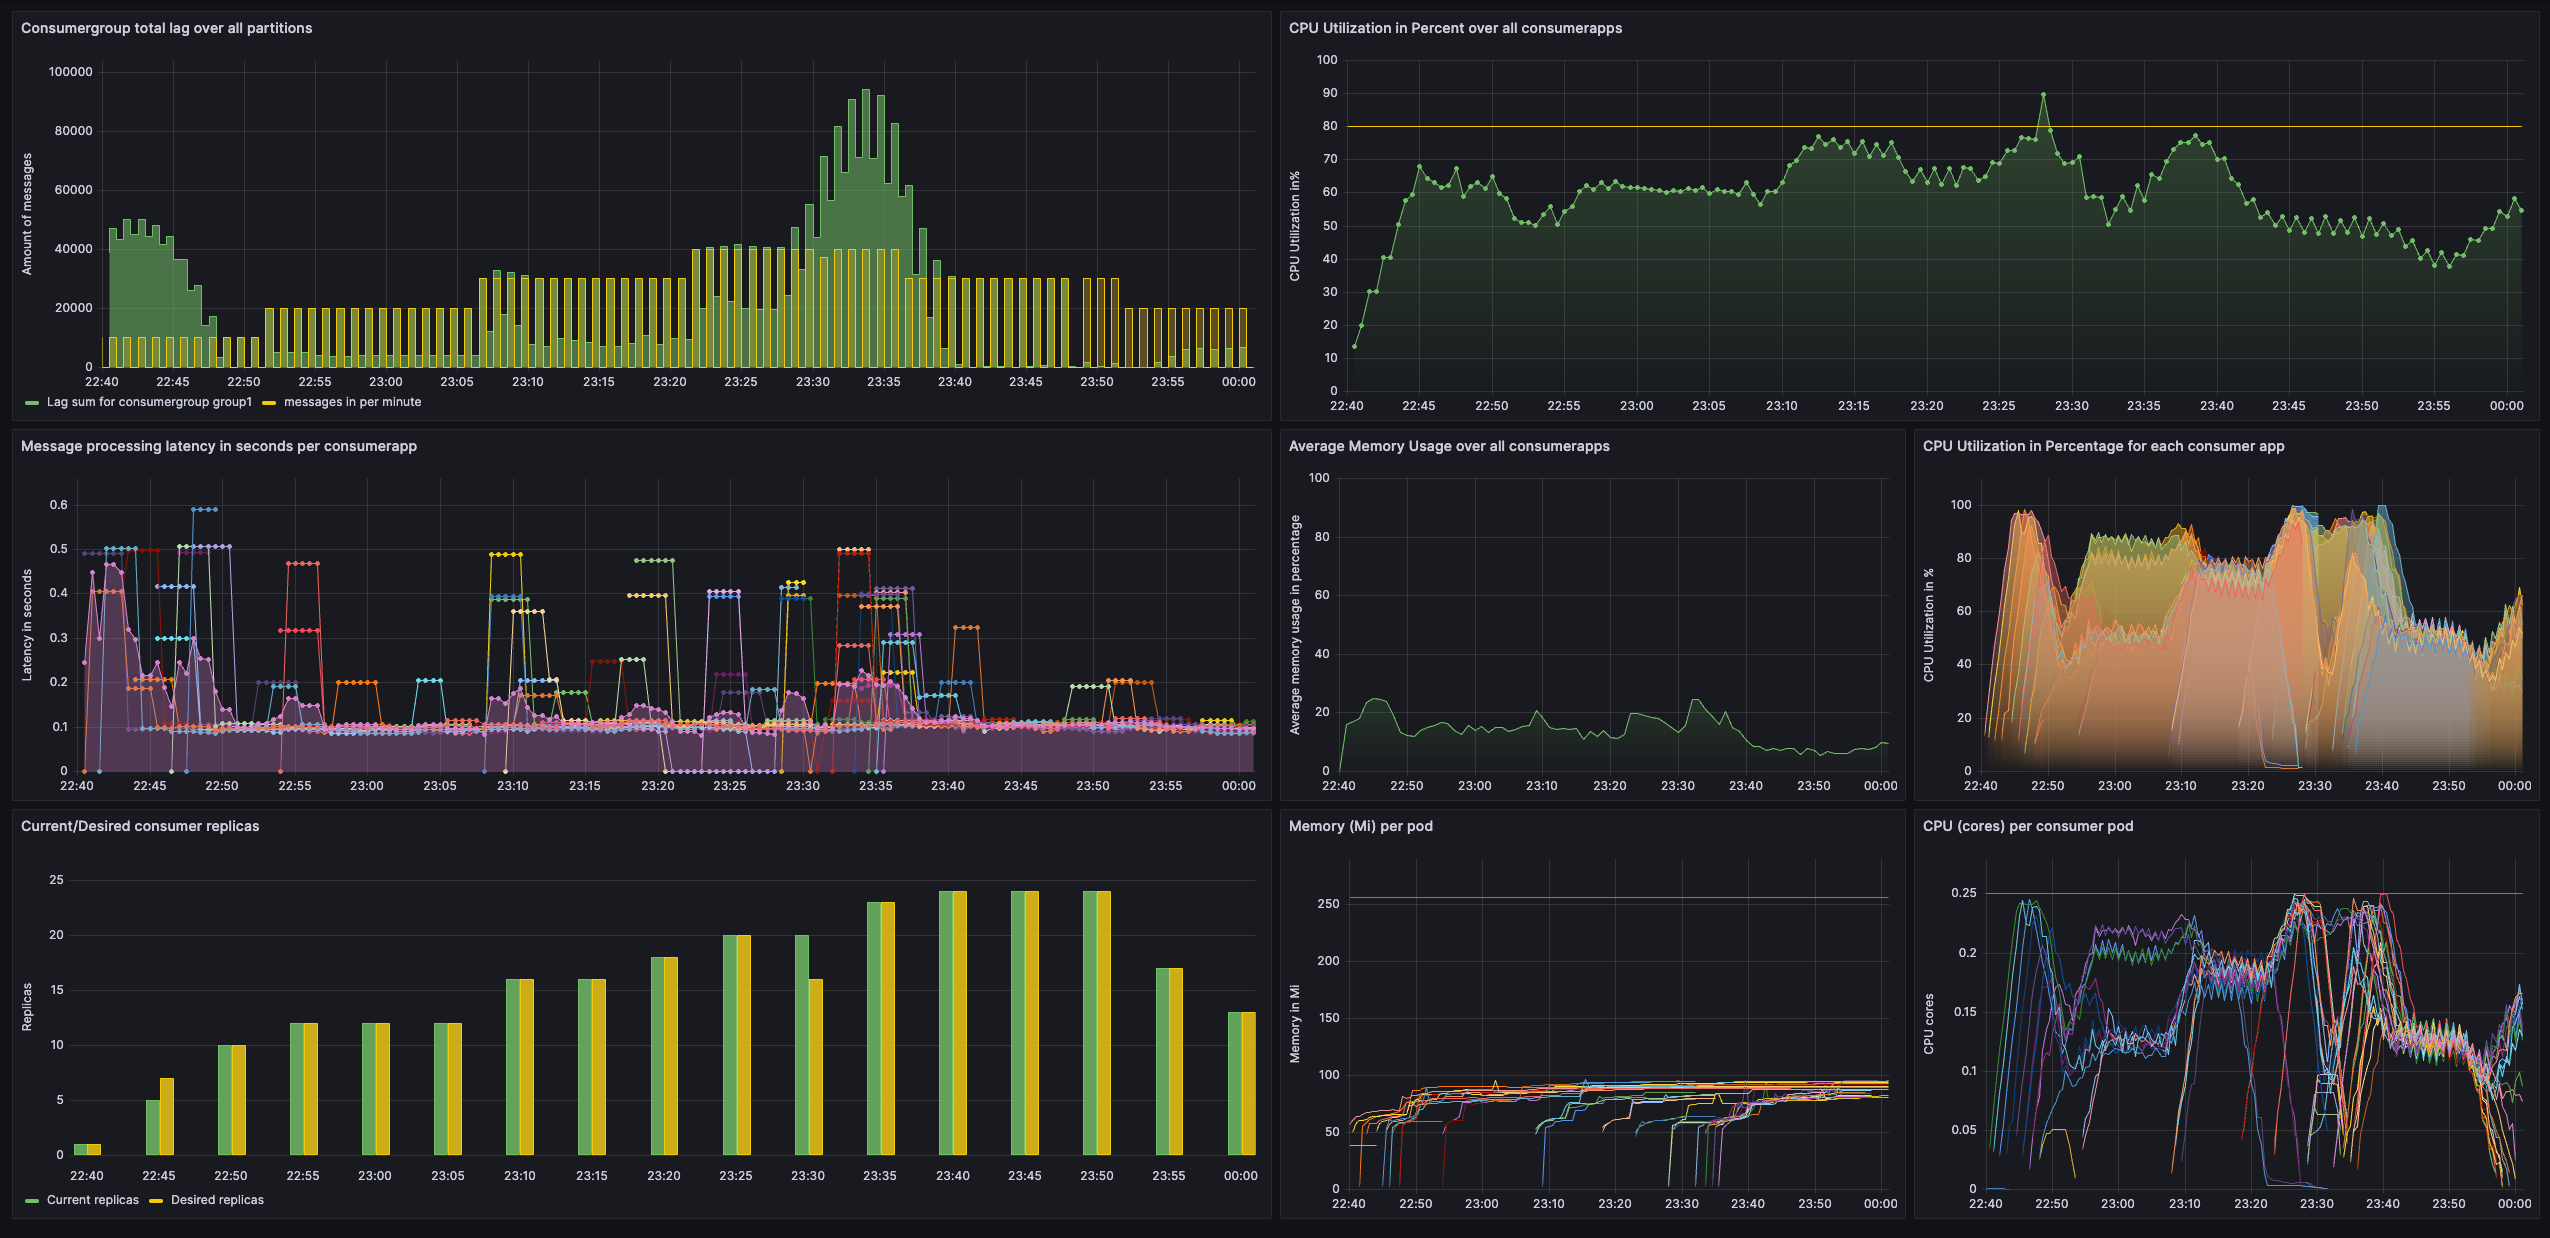 Consumergroup total lag over all partitions
Amount of messages
100000
80000
60000
40000
20000
0
22:40 22:45 22:50 22:55 23:00 23:05 23:10 23:15 23:20 23:25 23:30 23:35 23:40 23:45 23:50 23:55 00:00
Lag sum for consumergroup group1 messages in per minute
CPU Utilization in Percent over all consumerapps
CPU Utilization in%
100
90
80
70
60
50
40
30
20
10
0
22:40 22:45 22:50 22:55 23:00 23:05 23:10 23:15 23:20 23:25 23:30 23:35 23:40 23:45 23:50 23:55 00:00
Message processing latency in seconds per consumerapp
Latency in seconds
0.6
0.5
0.4
0.3
0.2
0.1
0
22:40 22:45 22:50 22:55 23:00 23:05 23:10 23:15 23:20 23:25 23:30 23:35 23:40 23:45 23:50 23:55 00:00
Average Memory Usage over all consumerapps
Average memory usage in percentage
100
80
60
40
20
0
22:40 22:50 23:00 23:10 23:20 23:30 23:40 23:50 00:00
CPU Utilization in Percentage for each consumer app
CPU Utilization in %
100
80
60
40
20
0
22:40 22:50 23:00 23:10 23:20 23:30 23:40 23:50 00:00
Current/Desired consumer replicas
Replicas
25
20
15
10
5
0
22:40 22:45 22:50 22:55 23:00 23:05 23:10 23:15 23:20 23:25 23:30 23:35 23:40 23:45 23:50 23:55 00:00
Current replicas Desired replicas
Memory (Mi) per pod
Memory in Mi
250
200
150
100
50
0
22:40 22:50 23:00 23:10 23:20 23:30 23:40 23:50 00:00
CPU (cores) per consumer pod
CPU cores
0.25
0.2
0.15
0.1
0.05
0
22:40 22:50 23:00 23:10 23:20 23:30 23:40 23:50 00:00